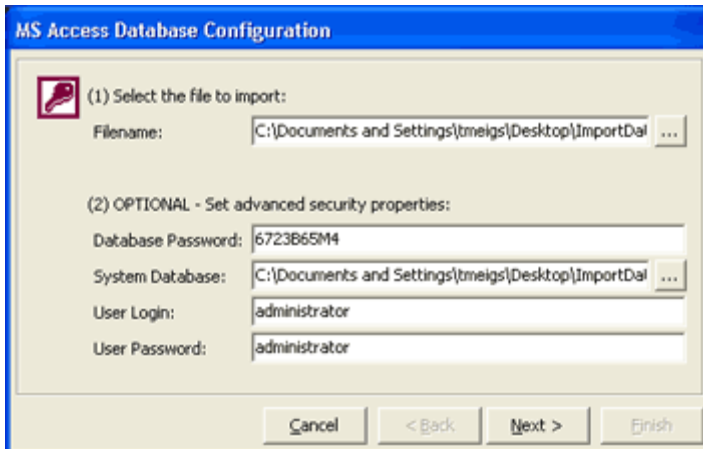 MS Access Database Configuration
(1) Select the file to import:
Filename: C:\Documents and Settings\tmeigs\Desktop\ImportDa ...
(2) OPTIONAL - Set advanced security properties:
Database Password: 6723B65M4
System Database: C:\Documents and Settings\tmeigs\Desktop\ImportDa ...
User Login: administrator
User Password: administrator
Cancel < Back Next > Finish